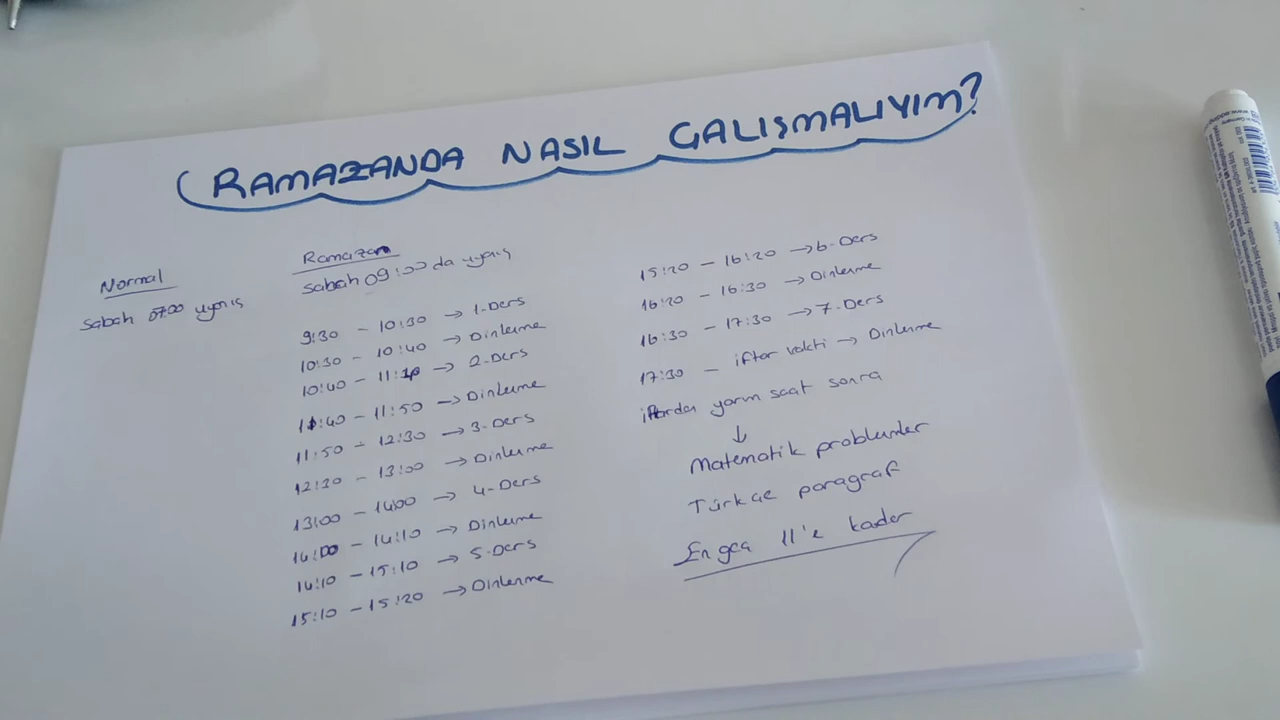 RAMAZANDA NASIL ÇALIŞMALIYIM?
Normal
Sabah 07:00 uyanış
Ramazan
Sabah 09:00 da uyanış
9:30 - 10:30 → 1. Ders
10:30 - 10:40 → Dinlenme
10:40 - 11:40 → 2. Ders
11:40 - 11:50 → Dinlenme
11:50 - 12:30 → 3. Ders
12:30 - 13:00 → Dinlenme
13:00 - 14:00 → 4. Ders
14:00 - 14:10 → Dinlenme
14:10 - 15:10 → 5. Ders
15:10 - 15:20 → Dinlenme
15:20 - 16:20 → 6. Ders
16:20 - 16:30 → Dinlenme
16:30 - 17:30 → 7. Ders
17:30 - iftar vakti → Dinlenme
iftardan yarım saat sonra
↓
Matematik problemler
Türkçe paragraf
En geç 11'e kadar